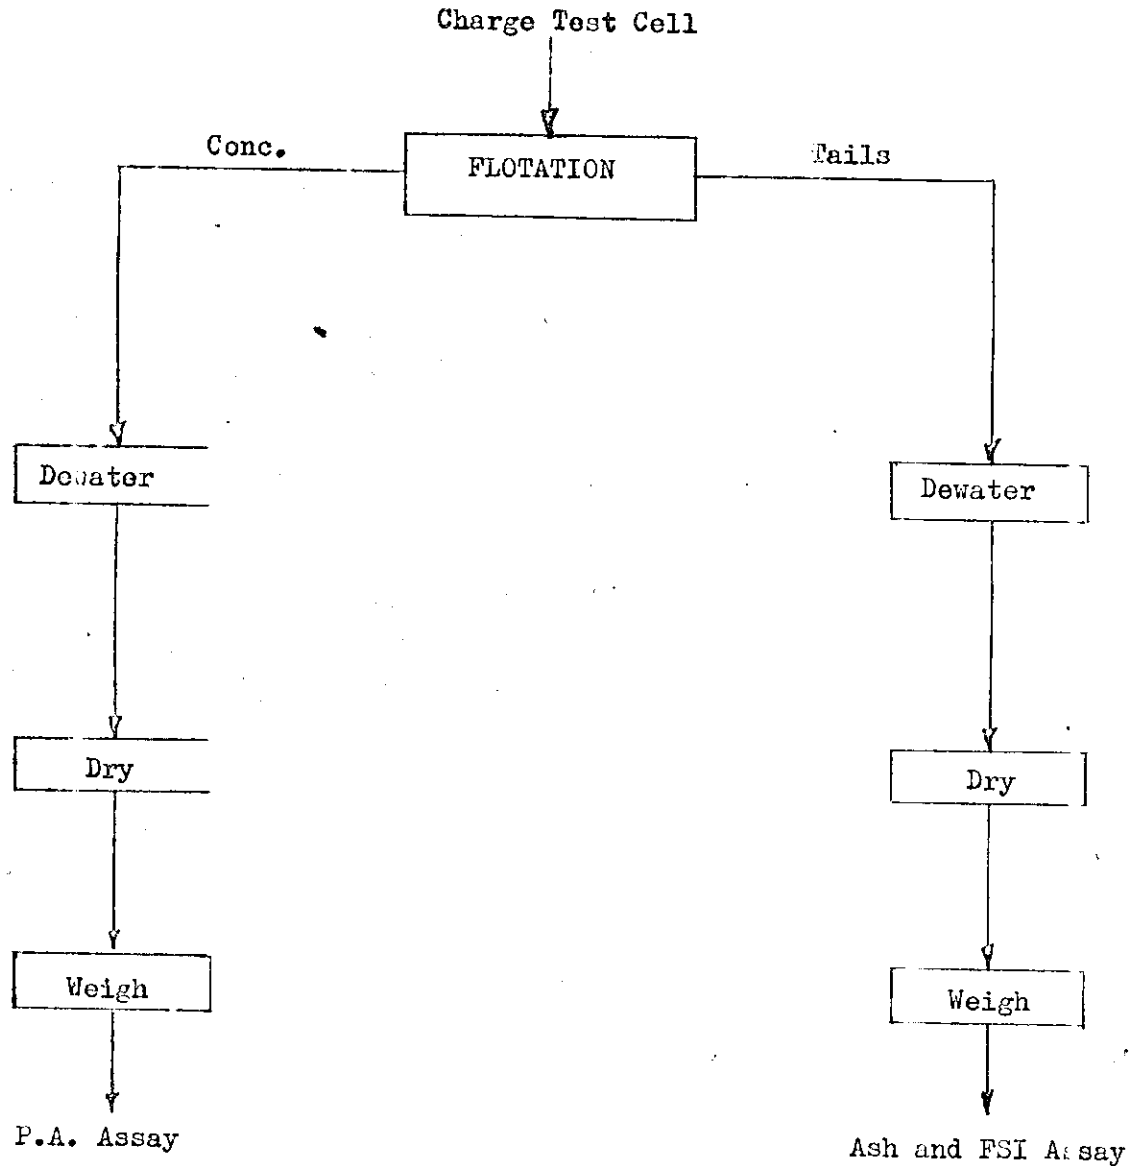 Charge Test Cell
Conc.
FLOTATION
Tails
Dewater
Dewater
Dry
Dry
Weigh
Weigh
P.A. Assay
Ash and FSI Assay